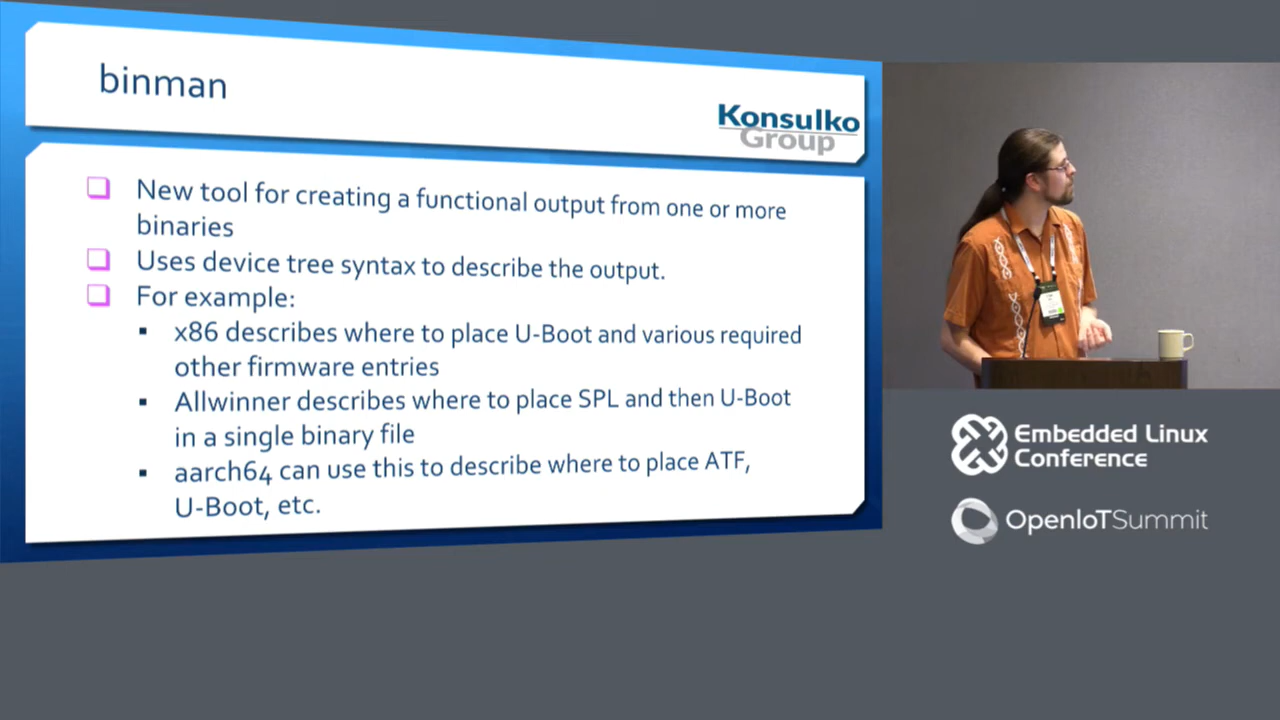 binman
Konsulko
Group
New tool for creating a functional output from one or more
binaries
Uses device tree syntax to describe the output.
For example:
x86 describes where to place U-Boot and various required
other firmware entries
Allwinner describes where to place SPL and then U-Boot
in a single binary file
aarch64 can use this to describe where to place ATF,
U-Boot, etc.
Embedded Linux
Conference
OpenIoTSummit